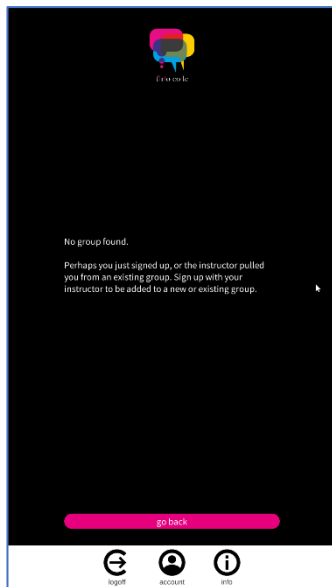 No group found.
Perhaps you just signed up, or the instructor pulled
you from an existing group. Sign up with your
instructor to be added to a new or existing group.
go back
logoff account info